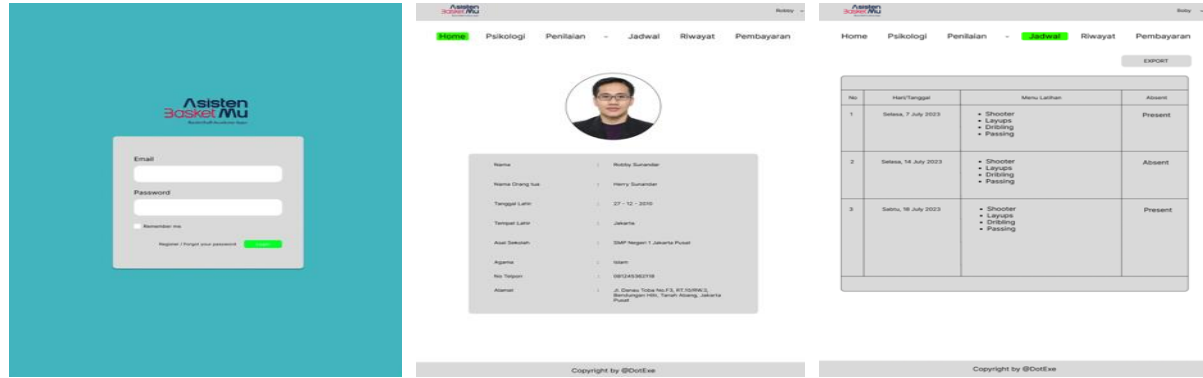 Asisten
Basket Mu
Email
Password
Remember me
Register / Forgot your password
Login
Asisten
Basket Mu
Robby
Home Psikologi Penilaian Jadwal Riwayat Pembayaran
Nama : Robby Sunandar
Nama Orang tua : Herry Sunandar
Tanggal Lahir : 27 - 12 - 2010
Tempat Lahir : Jakarta
Asal Sekolah : SMP Negeri 1 Jakarta Pusat
Agama : Islam
No Telpon : 081245362718
Alamat : Jl. Danau Toba No.F3, RT.10/RW.3,
Bendungan Hilir, Tanah Abang, Jakarta
Pusat
Copyright by @DotExe
Asisten
Basket Mu
Roby
Home Psikologi Penilaian Jadwal Riwayat Pembayaran
EXPORT
No Hari/Tanggal Menu Latihan Absent
1 Selasa, 7 July 2023 • Shooter Present
• Layups
• Dribling
• Passing
2 Selasa, 14 July 2023 • Shooter Absent
• Layups
• Dribling
• Passing
3 Sabtu, 18 July 2023 • Shooter Present
• Layups
• Dribling
• Passing
Copyright by @DotExe